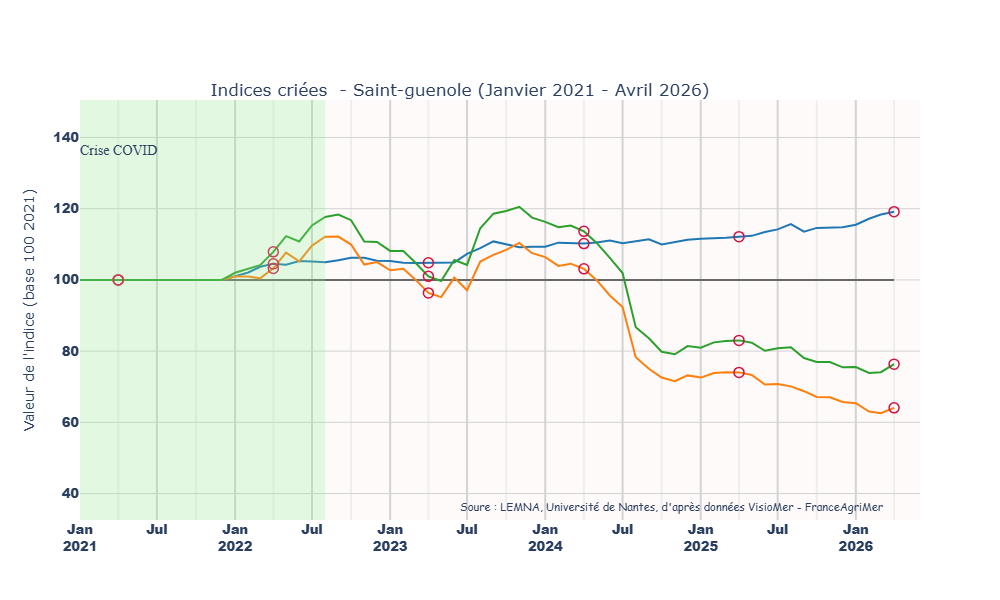 Indices criées  - Saint-guenole (Janvier 2021 - Avril 2026)
Valeur de l'indice (base 100 2021)
140
Crise COVID
120
100
80
60
40
Soure : LEMNA, Université de Nantes, d'après données VisioMer - FranceAgriMer
Jan Jul Jan Jul Jan Jul Jan Jul Jan Jul Jan
2021 2022 2023 2024 2025 2026